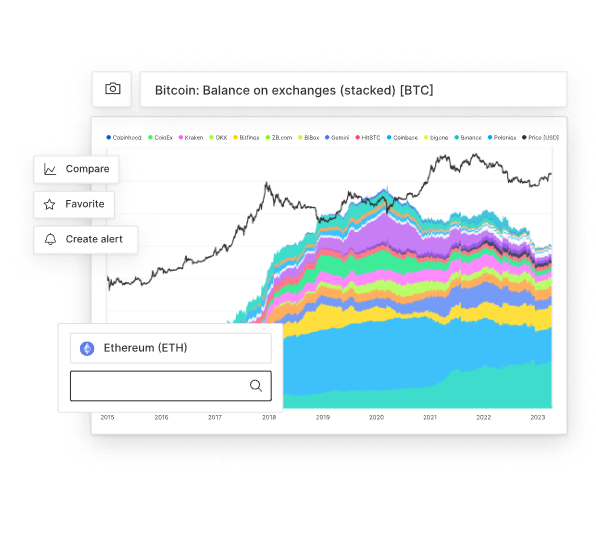 Bitcoin: Balance on exchanges (stacked) [BTC]
CoinEx Kraken OKX Bitfinex ZB.com Bibox Gemini HitBTC Coinbase bigone Binance Poloniex Price [USD]
Compare
Favorite
Create alert
Ethereum (ETH)
2015 2016 2017 2018 2019 2020 2021 2022 2023